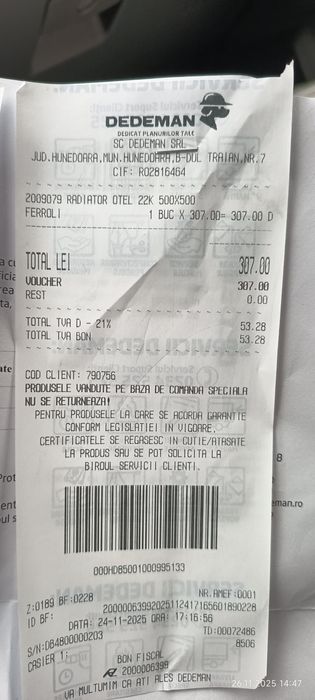 DEDEMAN
DEDICAT PLANURILOR TALE
SC DEDEMAN SRL
JUD.HUNEDOARA,MUN.HUNEDOARA,B-DUL TRAIAN,NR.7
CIF: RO2816464
2009079 RADIATOR OTEL 22K 500X500
FERROLI 1 BUC X 307.00= 307.00 D
TOTAL LEI 307.00
VOUCHER 307.00
REST 0.00
TOTAL TVA D - 21% 53.28
TOTAL TVA BON 53.28
COD CLIENT: 790756
PRODUSELE VANDUTE PE BAZA DE COMANDA SPECIALA
NU SE RETURNEAZA!
PENTRU PRODUSELE LA CARE SE ACORDA GARANTIE
CONFORM LEGISLATIEI IN VIGOARE,
CERTIFICATELE SE REGASESC IN CUTIE/ATASATE
LA PRODUS SAU SE POT SOLICITA LA
BIROUL SERVICII CLIENTI.
000HD85001000995133
Z:0189 BF:0228 NR.AMEF:0001
ID BF: 20000063992025112417165601890228
DATA: 24-11-2025 ORA: 17:16:56
S/N:DB4800000203 TD:00072486
CASIER 1: 8506
BON FISCAL
2000006399
VA MULTUMIM CA ATI ALES DEDEMAN
26.11.2025 14:47
eman.ro